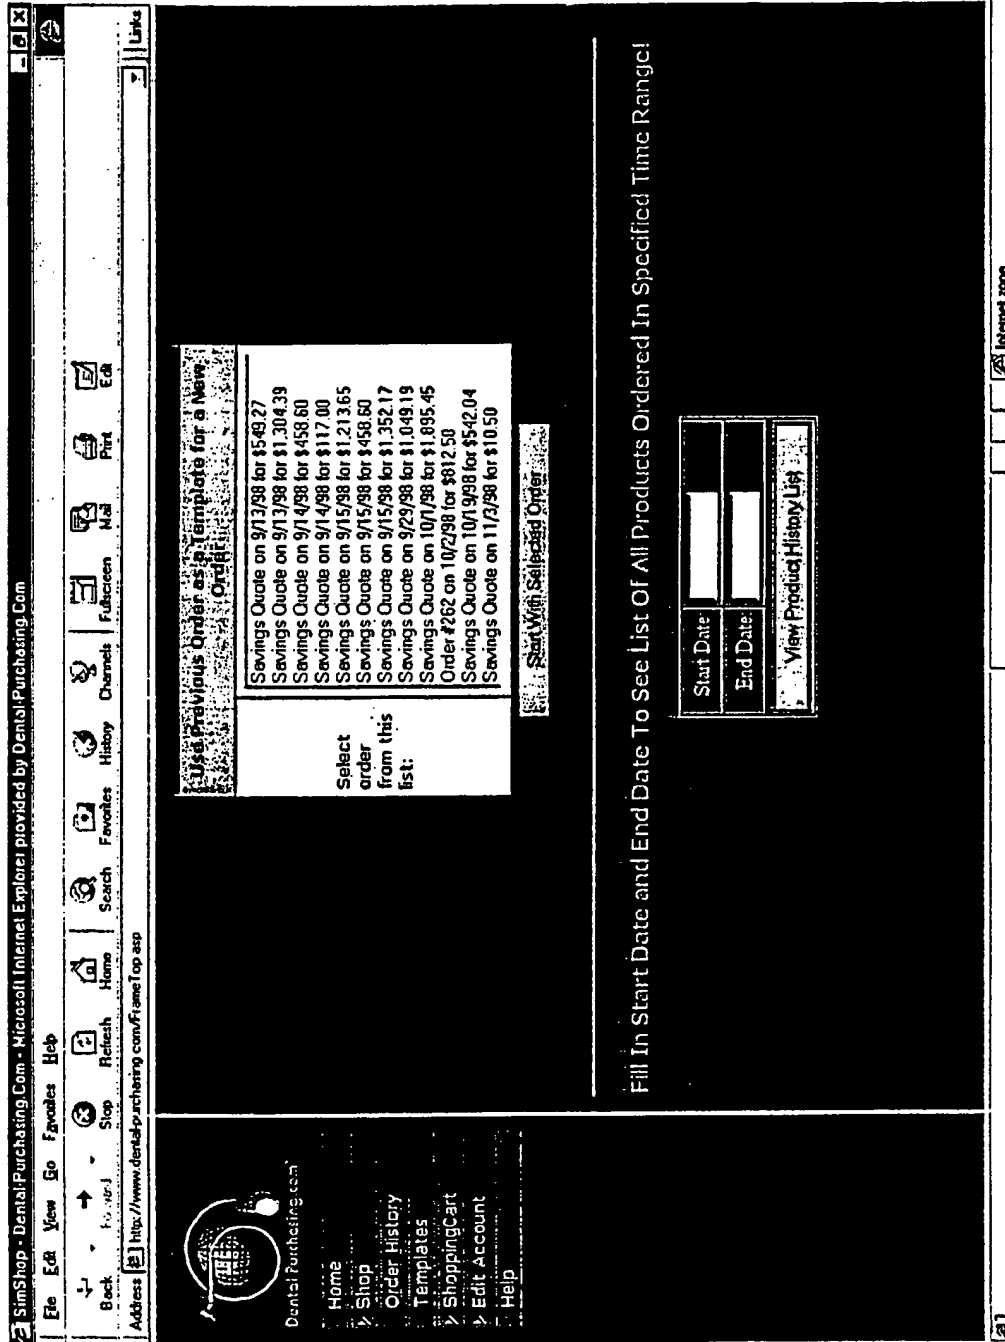 SimShop - Dental-Purchasing.Com - Microsoft Internet Explorer provided by Dental-Purchasing.Com
File Edit View Go Favorites Help
Back Forward Stop Refresh Home Search Favorites History Channels Fullscreen Mail Print Edit
Address http://www.dental-purchasing.com/FrameTop.asp Links
Dental Purchasing.com
Home
Shop
Order History
Templates
ShoppingCart
Edit Account
Help
Use Previous Order as a Template for a New
Order:
Select
order
from this
list:
Savings Quote on 9/13/98 for $549.27
Savings Quote on 9/13/98 for $1,304.39
Savings Quote on 9/14/98 for $458.60
Savings Quote on 9/14/98 for $117.00
Savings Quote on 9/15/98 for $1,213.65
Savings Quote on 9/15/98 for $458.60
Savings Quote on 9/15/98 for $1,352.17
Savings Quote on 9/29/98 for $1,049.19
Savings Quote on 10/1/98 for $1,895.45
Order #262 on 10/2/98 for $812.50
Savings Quote on 10/19/98 for $542.04
Savings Quote on 11/3/98 for $10.50
Start With Selected Order
Fill In Start Date and End Date To See List Of All Products Ordered In Specified Time Range!
Start Date:
End Date:
View Product History List
Internet zone